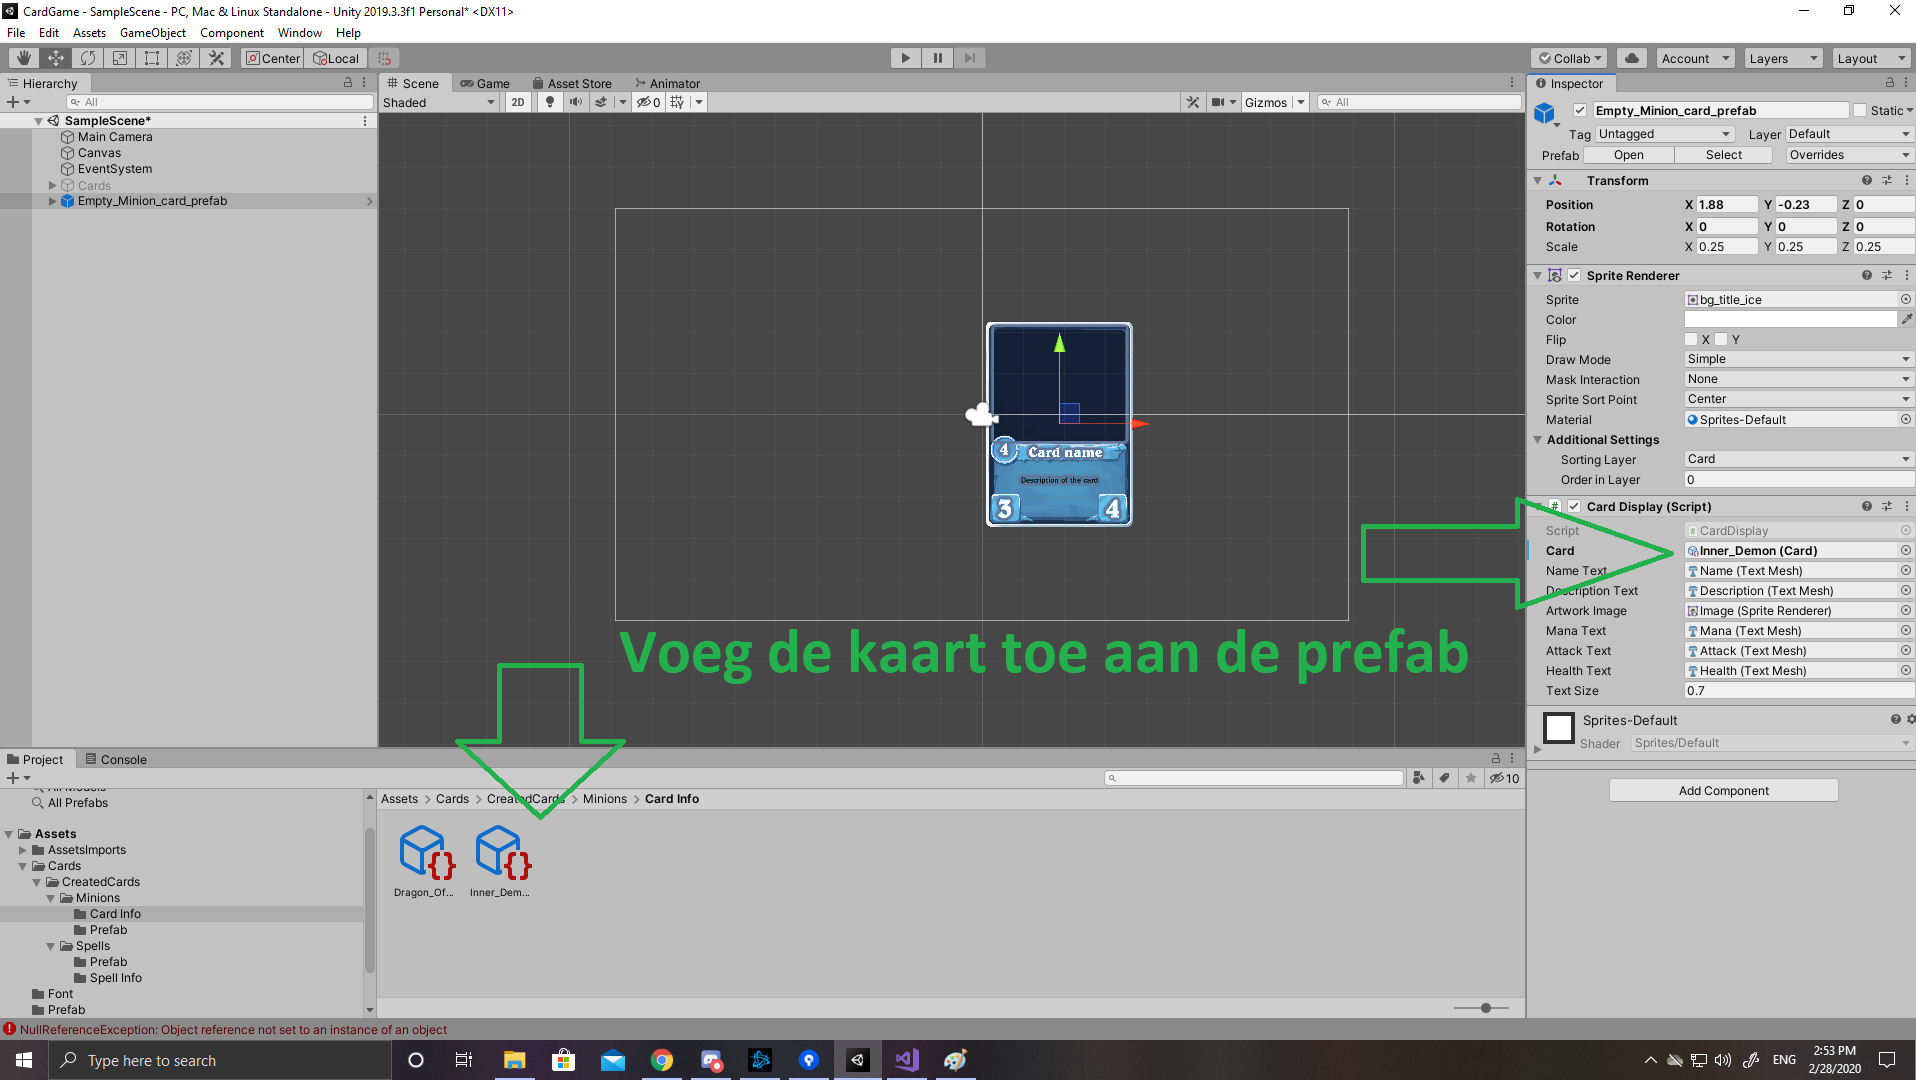 CardGame - SampleScene - PC, Mac & Linux Standalone - Unity 2019.3.3f1 Personal* <DX11>
File Edit Assets GameObject Component Window Help
Center Local
Collab Account Layers Layout
Hierarchy
All
SampleScene*
Main Camera
Canvas
EventSystem
Cards
Empty_Minion_card_prefab
Scene Game Asset Store Animator
Shaded 2D 0 Gizmos All
4 Card name
Description of the card
3 4
Voeg de kaart toe aan de prefab
Inspector
Empty_Minion_card_prefab Static
Tag Untagged Layer Default
Prefab Open Select Overrides
Transform
Position X 1.88 Y -0.23 Z 0
Rotation X 0 Y 0 Z 0
Scale X 0.25 Y 0.25 Z 0.25
Sprite Renderer
Sprite bg_title_ice
Color
Flip X Y
Draw Mode Simple
Mask Interaction None
Sprite Sort Point Center
Material Sprites-Default
Additional Settings
Sorting Layer Card
Order in Layer 0
# Card Display (Script)
Script # CardDisplay
Card Inner_Demon (Card)
Name Text Name (Text Mesh)
Description Text Description (Text Mesh)
Artwork Image Image (Sprite Renderer)
Mana Text Mana (Text Mesh)
Attack Text Attack (Text Mesh)
Health Text Health (Text Mesh)
Text Size 0.7
Sprites-Default
Shader Sprites/Default
Add Component
Project Console
10
All Models
All Prefabs
Assets
AssetsImports
Cards
CreatedCards
Minions
Card Info
Prefab
Spells
Prefab
Spell Info
Font
Prefab
Assets > Cards > CreatedCards > Minions > Card Info
Dragon_Of... Inner_Dem...
NullReferenceException: Object reference not set to an instance of an object
Type here to search
ENG
2:53 PM
2/28/2020